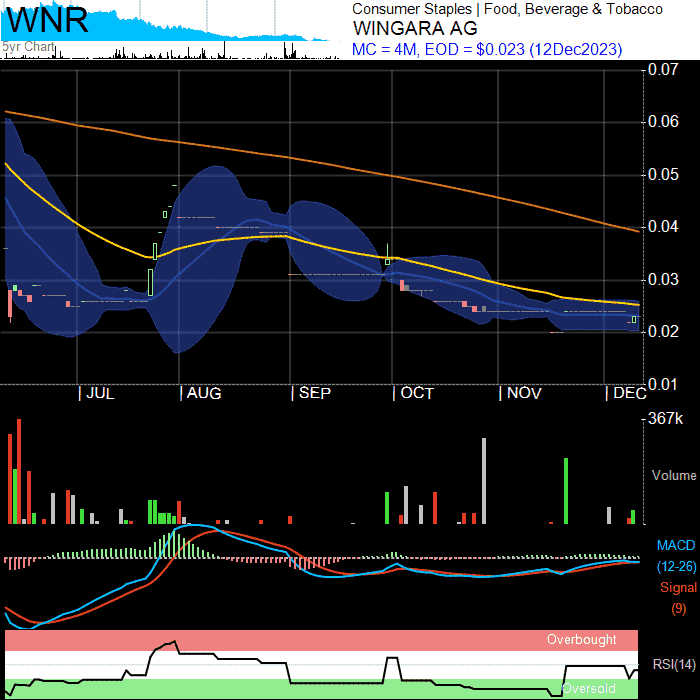 WNR
5yr Chart
Consumer Staples | Food, Beverage & Tobacco
WINGARA AG
MC = 4M, EOD = $0.023 (12Dec2023)
0.07
0.06
0.05
0.04
0.03
0.02
0.01
JUL
AUG
SEP
OCT
NOV
DEC
367k
Volume
MACD
(12-26)
Signal
(9)
Overbought
RSI(14)
Oversold